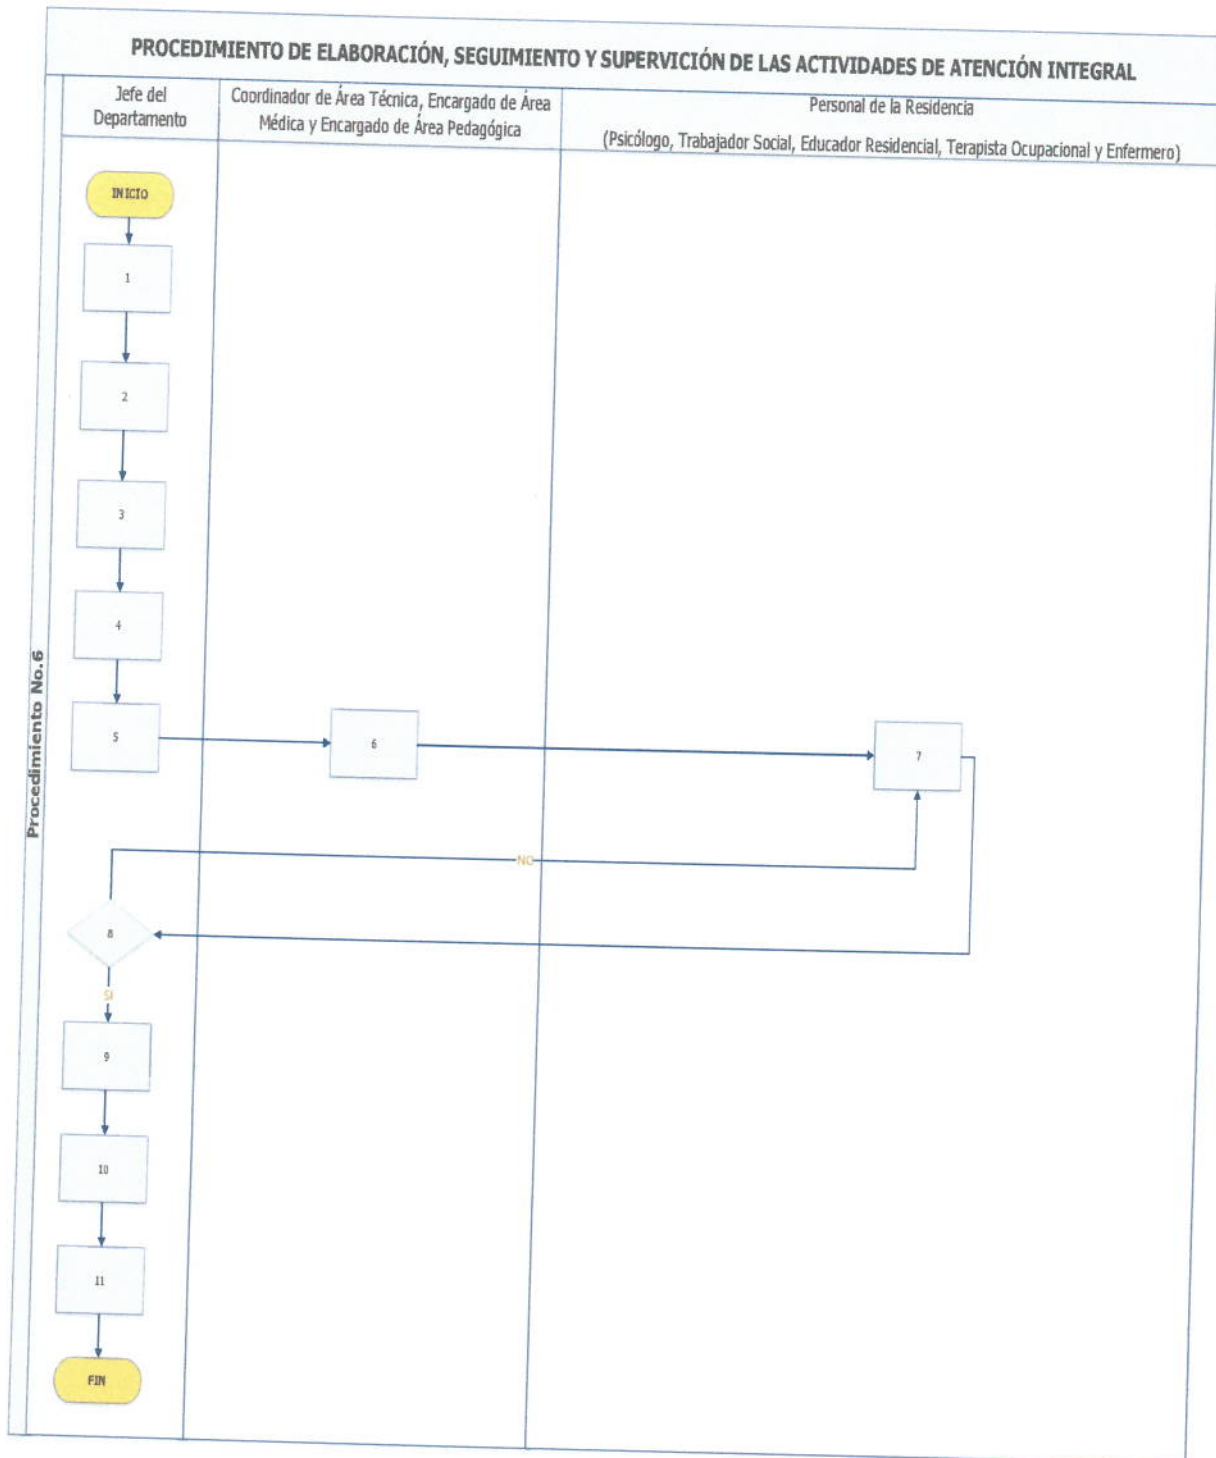 PROCEDIMIENTO DE ELABORACIÓN, SEGUIMIENTO Y SUPERVICIÓN DE LAS ACTIVIDADES DE ATENCIÓN INTEGRAL
Procedimiento No.6
Jefe del
Departamento
Coordinador de Área Técnica, Encargado de Área
Médica y Encargado de Área Pedagógica
Personal de la Residencia
(Psicólogo, Trabajador Social, Educador Residencial, Terapista Ocupacional y Enfermero)
INICIO
1
2
3
4
5
6
7
NO
8
SI
9
10
11
FIN